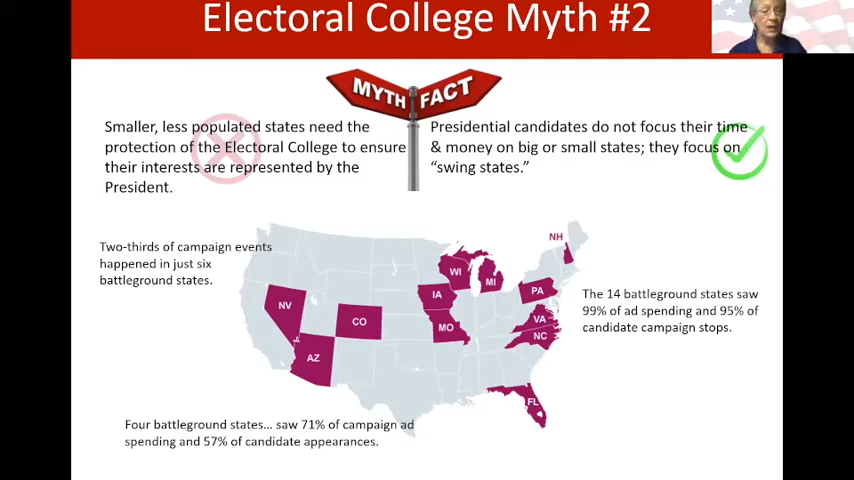 Electoral College Myth #2
MYTH
FACT
Smaller, less populated states need the
protection of the Electoral College to ensure
their interests are represented by the
President.
Presidential candidates do not focus their time
& money on big or small states; they focus on
“swing states.”
Two-thirds of campaign events
happened in just six
battleground states.
NH
WI
MI
PA
IA
NV
CO
VA
MO
NC
AZ
FL
The 14 battleground states saw
99% of ad spending and 95% of
candidate campaign stops.
Four battleground states... saw 71% of campaign ad
spending and 57% of candidate appearances.